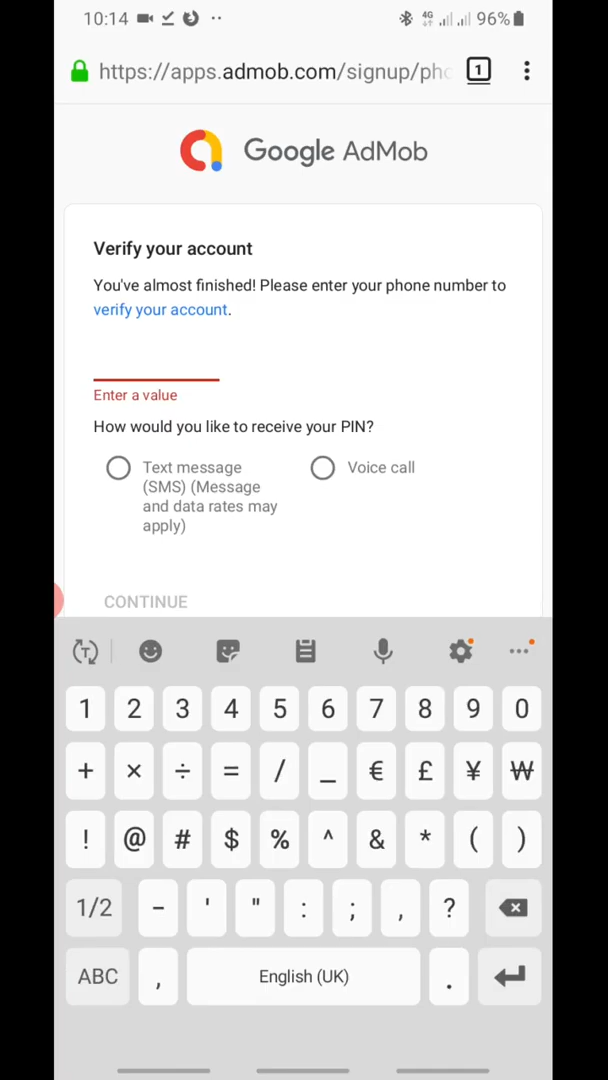 10:14 4G 96%
https://apps.admob.com/signup/pho 1
Google AdMob
Verify your account
You've almost finished! Please enter your phone number to
verify your account.
Enter a value
How would you like to receive your PIN?
Text message
(SMS) (Message
and data rates may
apply)
Voice call
CONTINUE
1 2 3 4 5 6 7 8 9 0
+ × ÷ = / _ € £ ¥ ₩
! @ # $ % ^ & * ( )
1/2 - ' " : ; , ?
ABC , English (UK) .